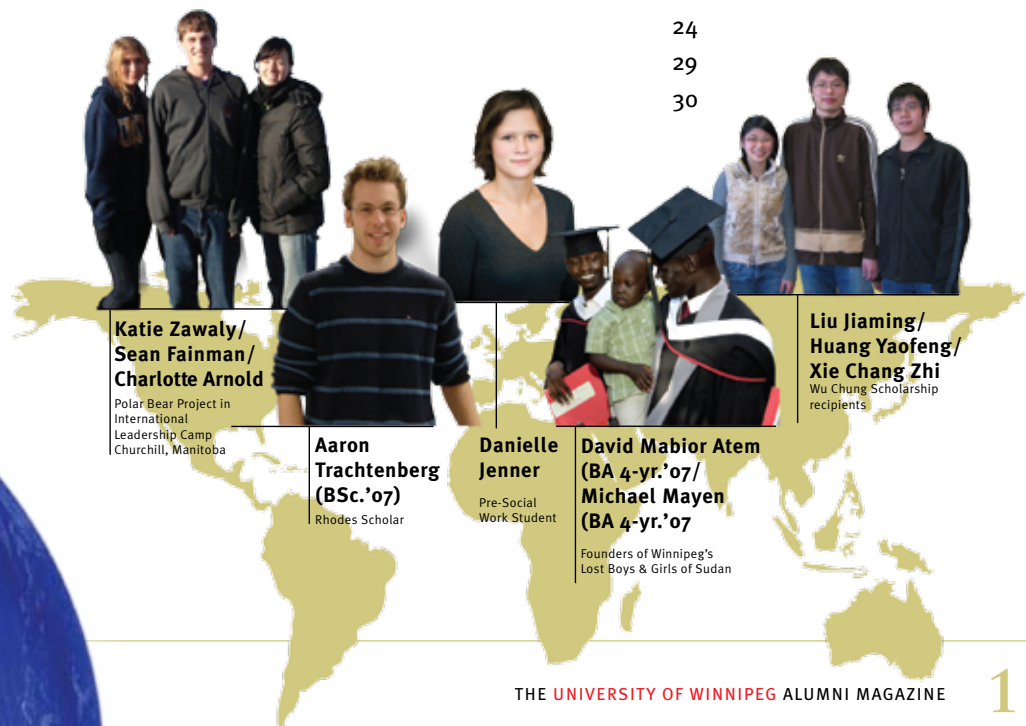 24
29
30
Katie Zawaly/
Sean Fainman/
Charlotte Arnold
Polar Bear Project in
International
Leadership Camp
Churchill, Manitoba
Aaron
Trachtenberg
(BSc.’07)
Rhodes Scholar
Danielle
Jenner
Pre-Social
Work Student
David Mabior Atem
(BA 4-yr.’07/
Michael Mayen
(BA 4-yr.’07
Founders of Winnipeg’s
Lost Boys & Girls of Sudan
Liu Jiaming/
Huang Yaofeng/
Xie Chang Zhi
Wu Chung Scholarship
recipients
THE UNIVERSITY OF WINNIPEG ALUMNI MAGAZINE 1